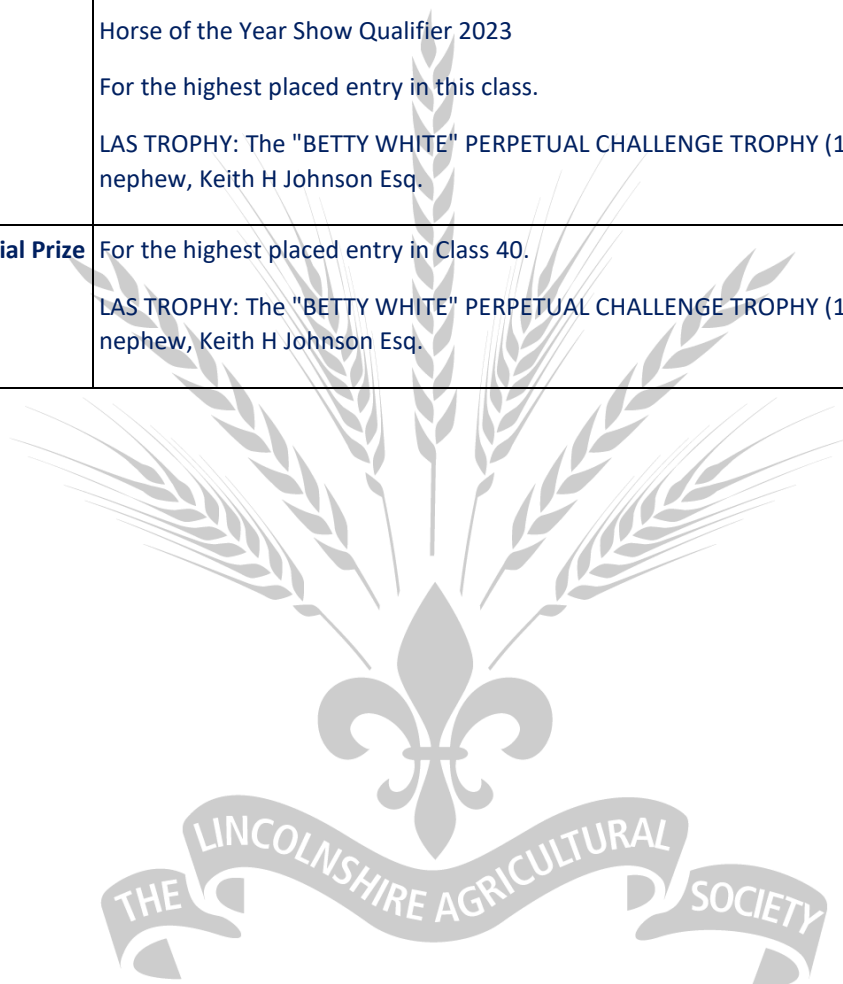 Horse of the Year Show Qualifier 2023
For the highest placed entry in this class.
LAS TROPHY: The "BETTY WHITE" PERPETUAL CHALLENGE TROPHY (1
nephew, Keith H Johnson Esq.
ial Prize For the highest placed entry in Class 40.
LAS TROPHY: The "BETTY WHITE" PERPETUAL CHALLENGE TROPHY (1
nephew, Keith H Johnson Esq.
THE LINCOLNSHIRE AGRICULTURAL SOCIETY